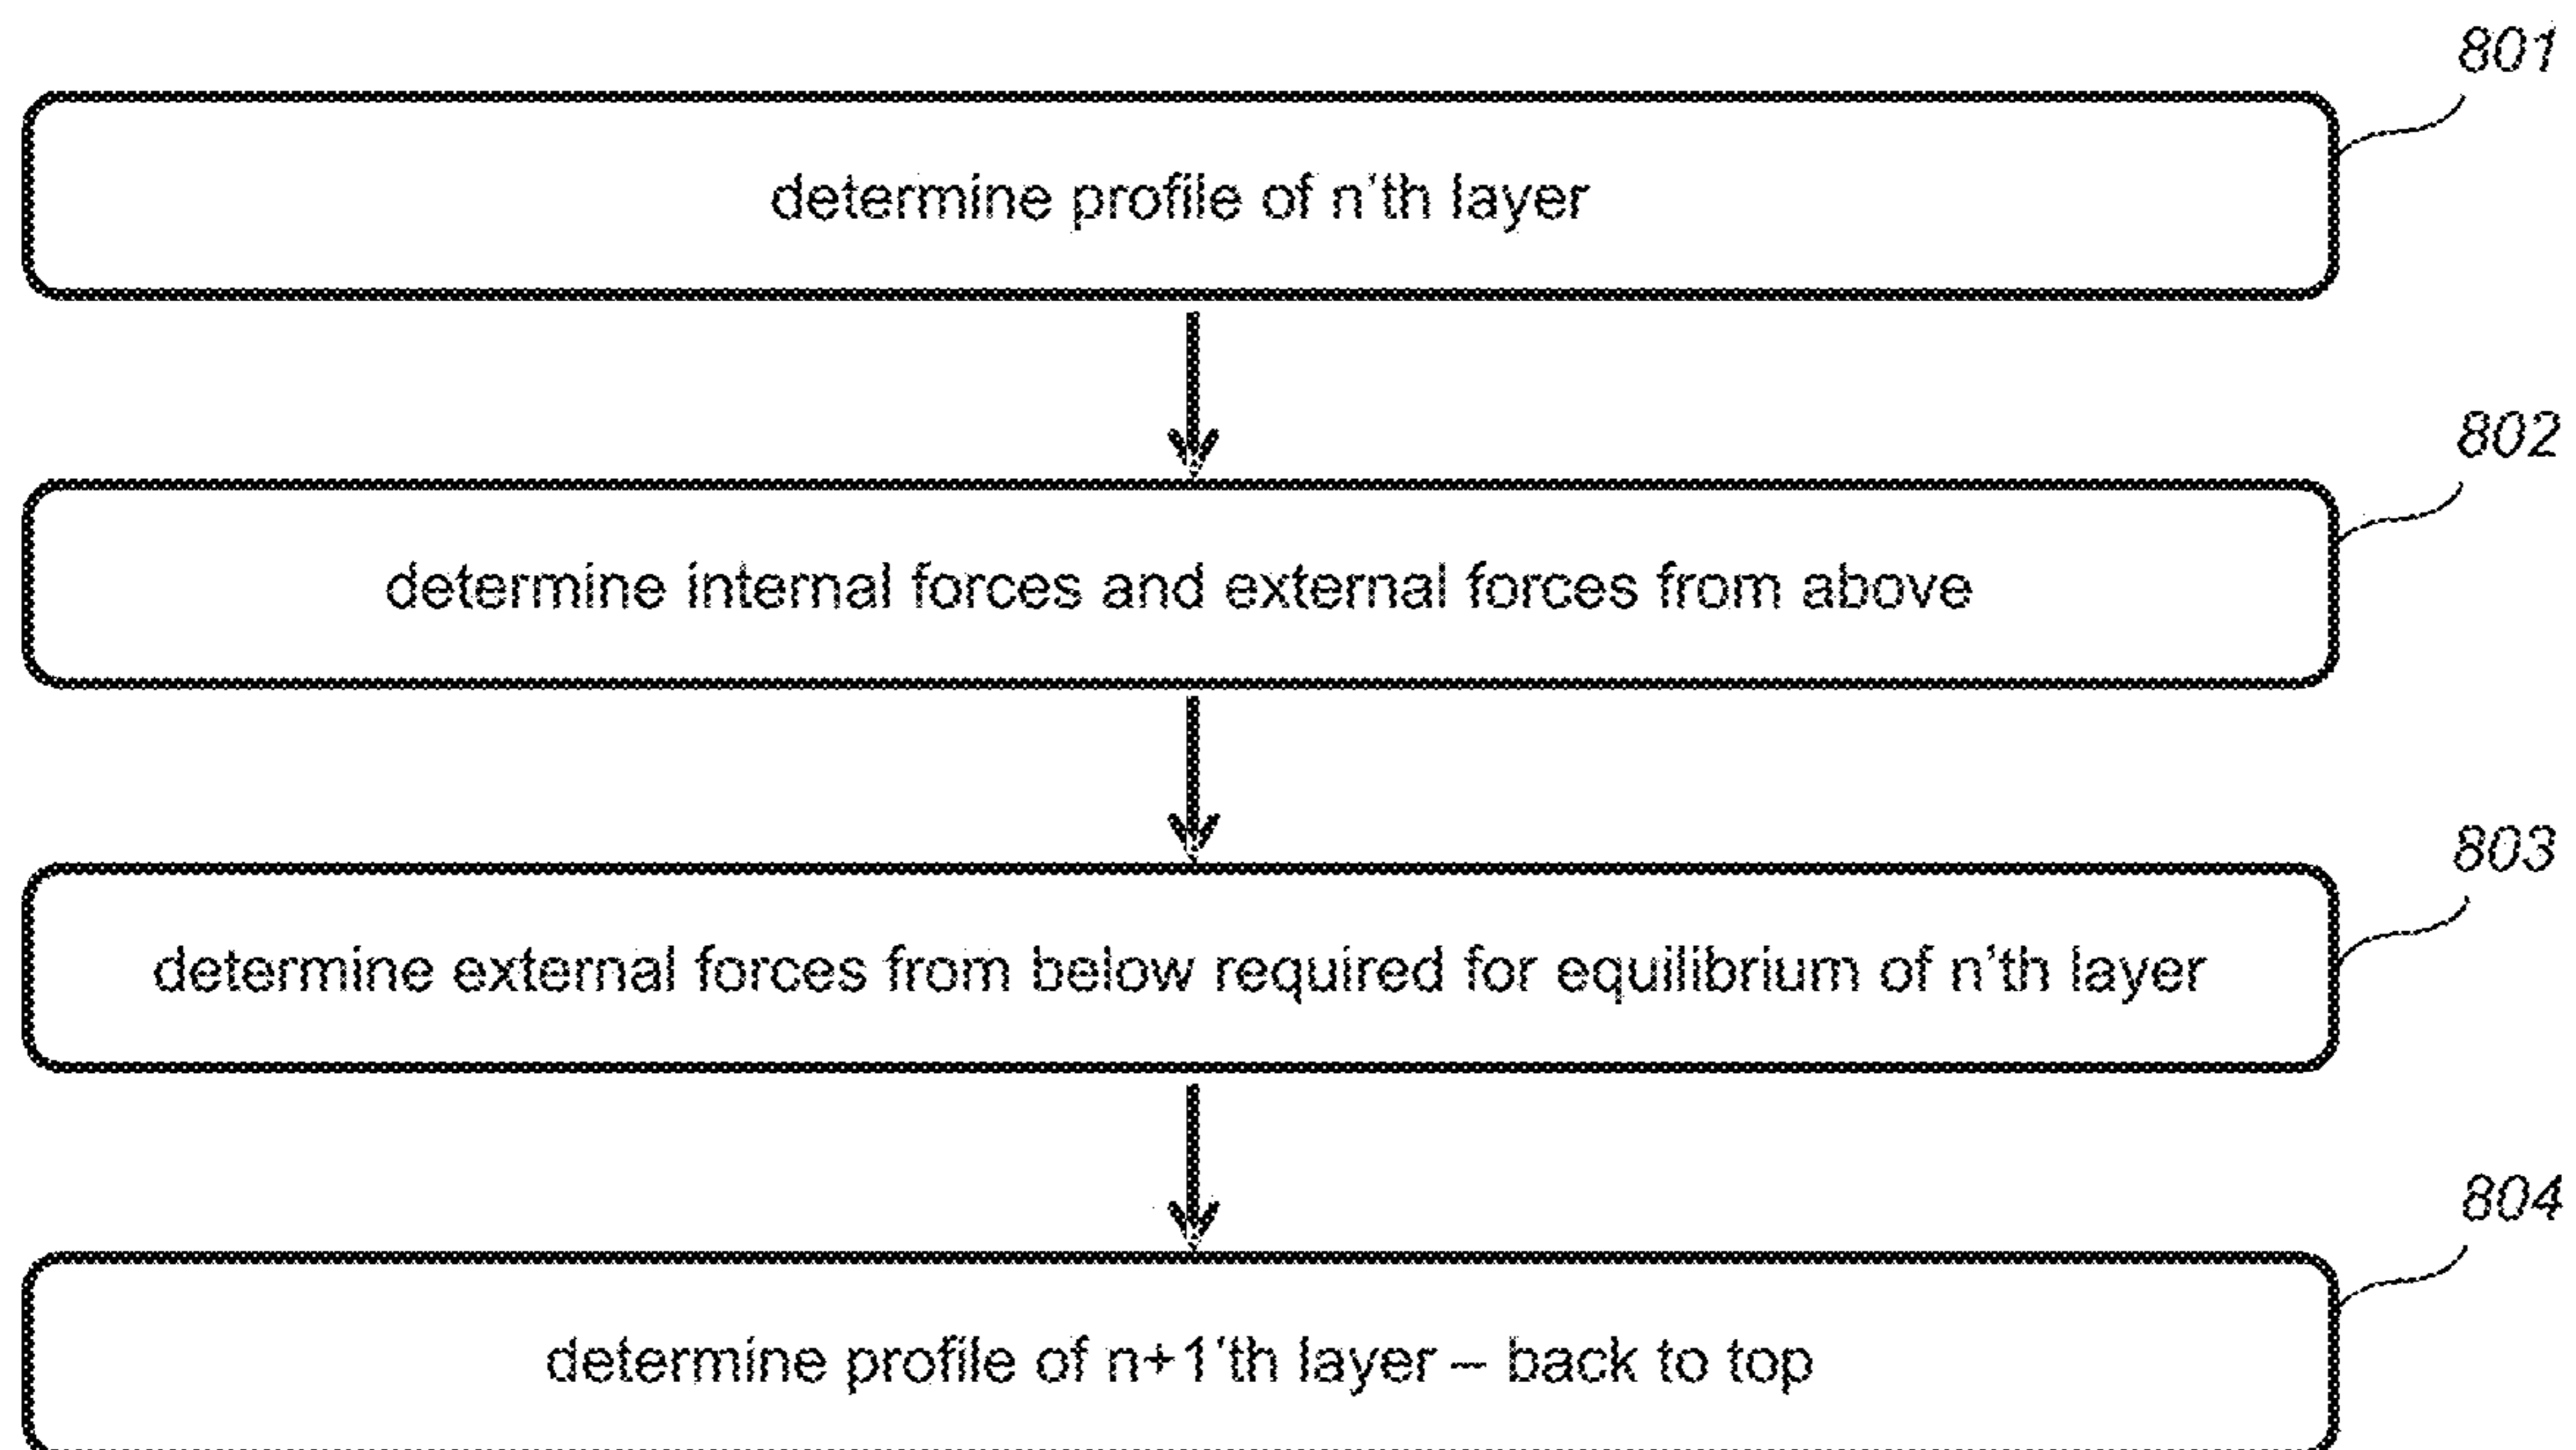 801
determine profile of n'th layer
802
determine internal forces and external forces from above
803
determine external forces from below required for equilibrium of n'th layer
804
determine profile of n+1'th layer – back to top